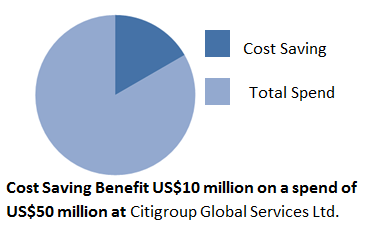 Cost Saving
Total Spend
Cost Saving Benefit US$10 million on a spend of
US$50 million at Citigroup Global Services Ltd.